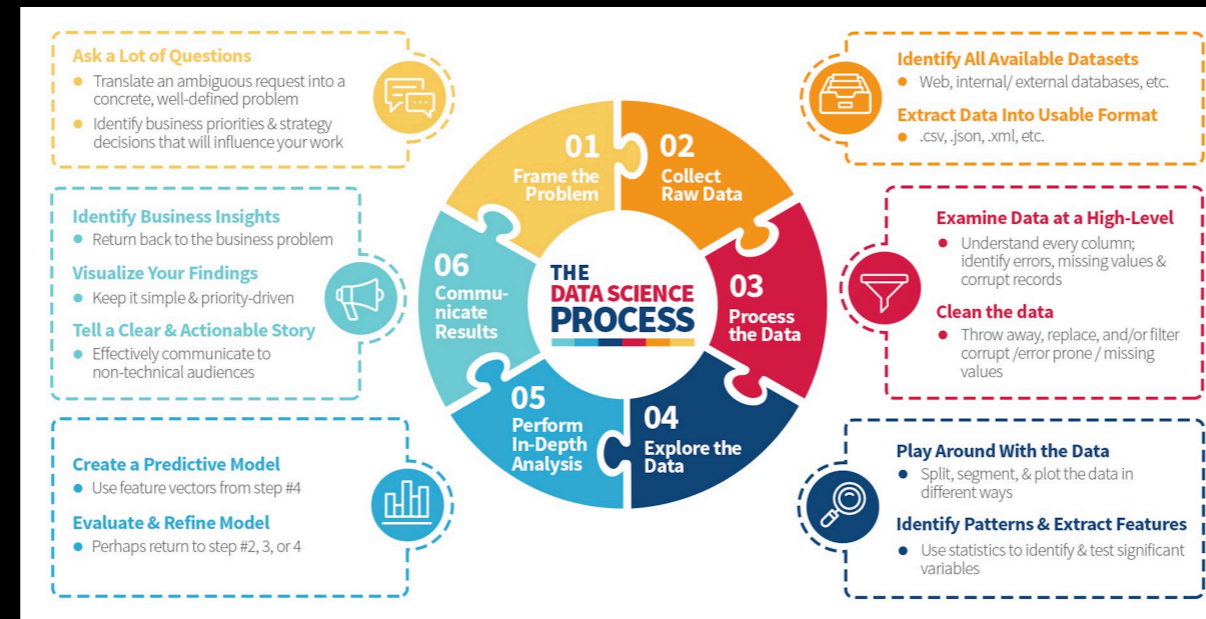 Ask a Lot of Questions
Translate an ambiguous request into a
concrete, well-defined problem
Identify business priorities & strategy
decisions that will influence your work
Identify All Available Datasets
Web, internal/ external databases, etc.
Extract Data Into Usable Format
.csv, .json, .xml, etc.
01
Frame the
Problem
02
Collect
Raw Data
Identify Business Insights
Return back to the business problem
Visualize Your Findings
Keep it simple & priority-driven
Tell a Clear & Actionable Story
Effectively communicate to
non-technical audiences
06
Commu-
nicate
Results
THE
DATA SCIENCE
PROCESS
03
Process
the Data
Examine Data at a High-Level
Understand every column;
identify errors, missing values &
corrupt records
Clean the data
Throw away, replace, and/or filter
corrupt /error prone / missing
values
05
Perform
In-Depth
Analysis
04
Explore the
Data
Create a Predictive Model
Use feature vectors from step #4
Evaluate & Refine Model
Perhaps return to step #2, 3, or 4
Play Around With the Data
Split, segment, & plot the data in
different ways
Identify Patterns & Extract Features
Use statistics to identify & test significant
variables